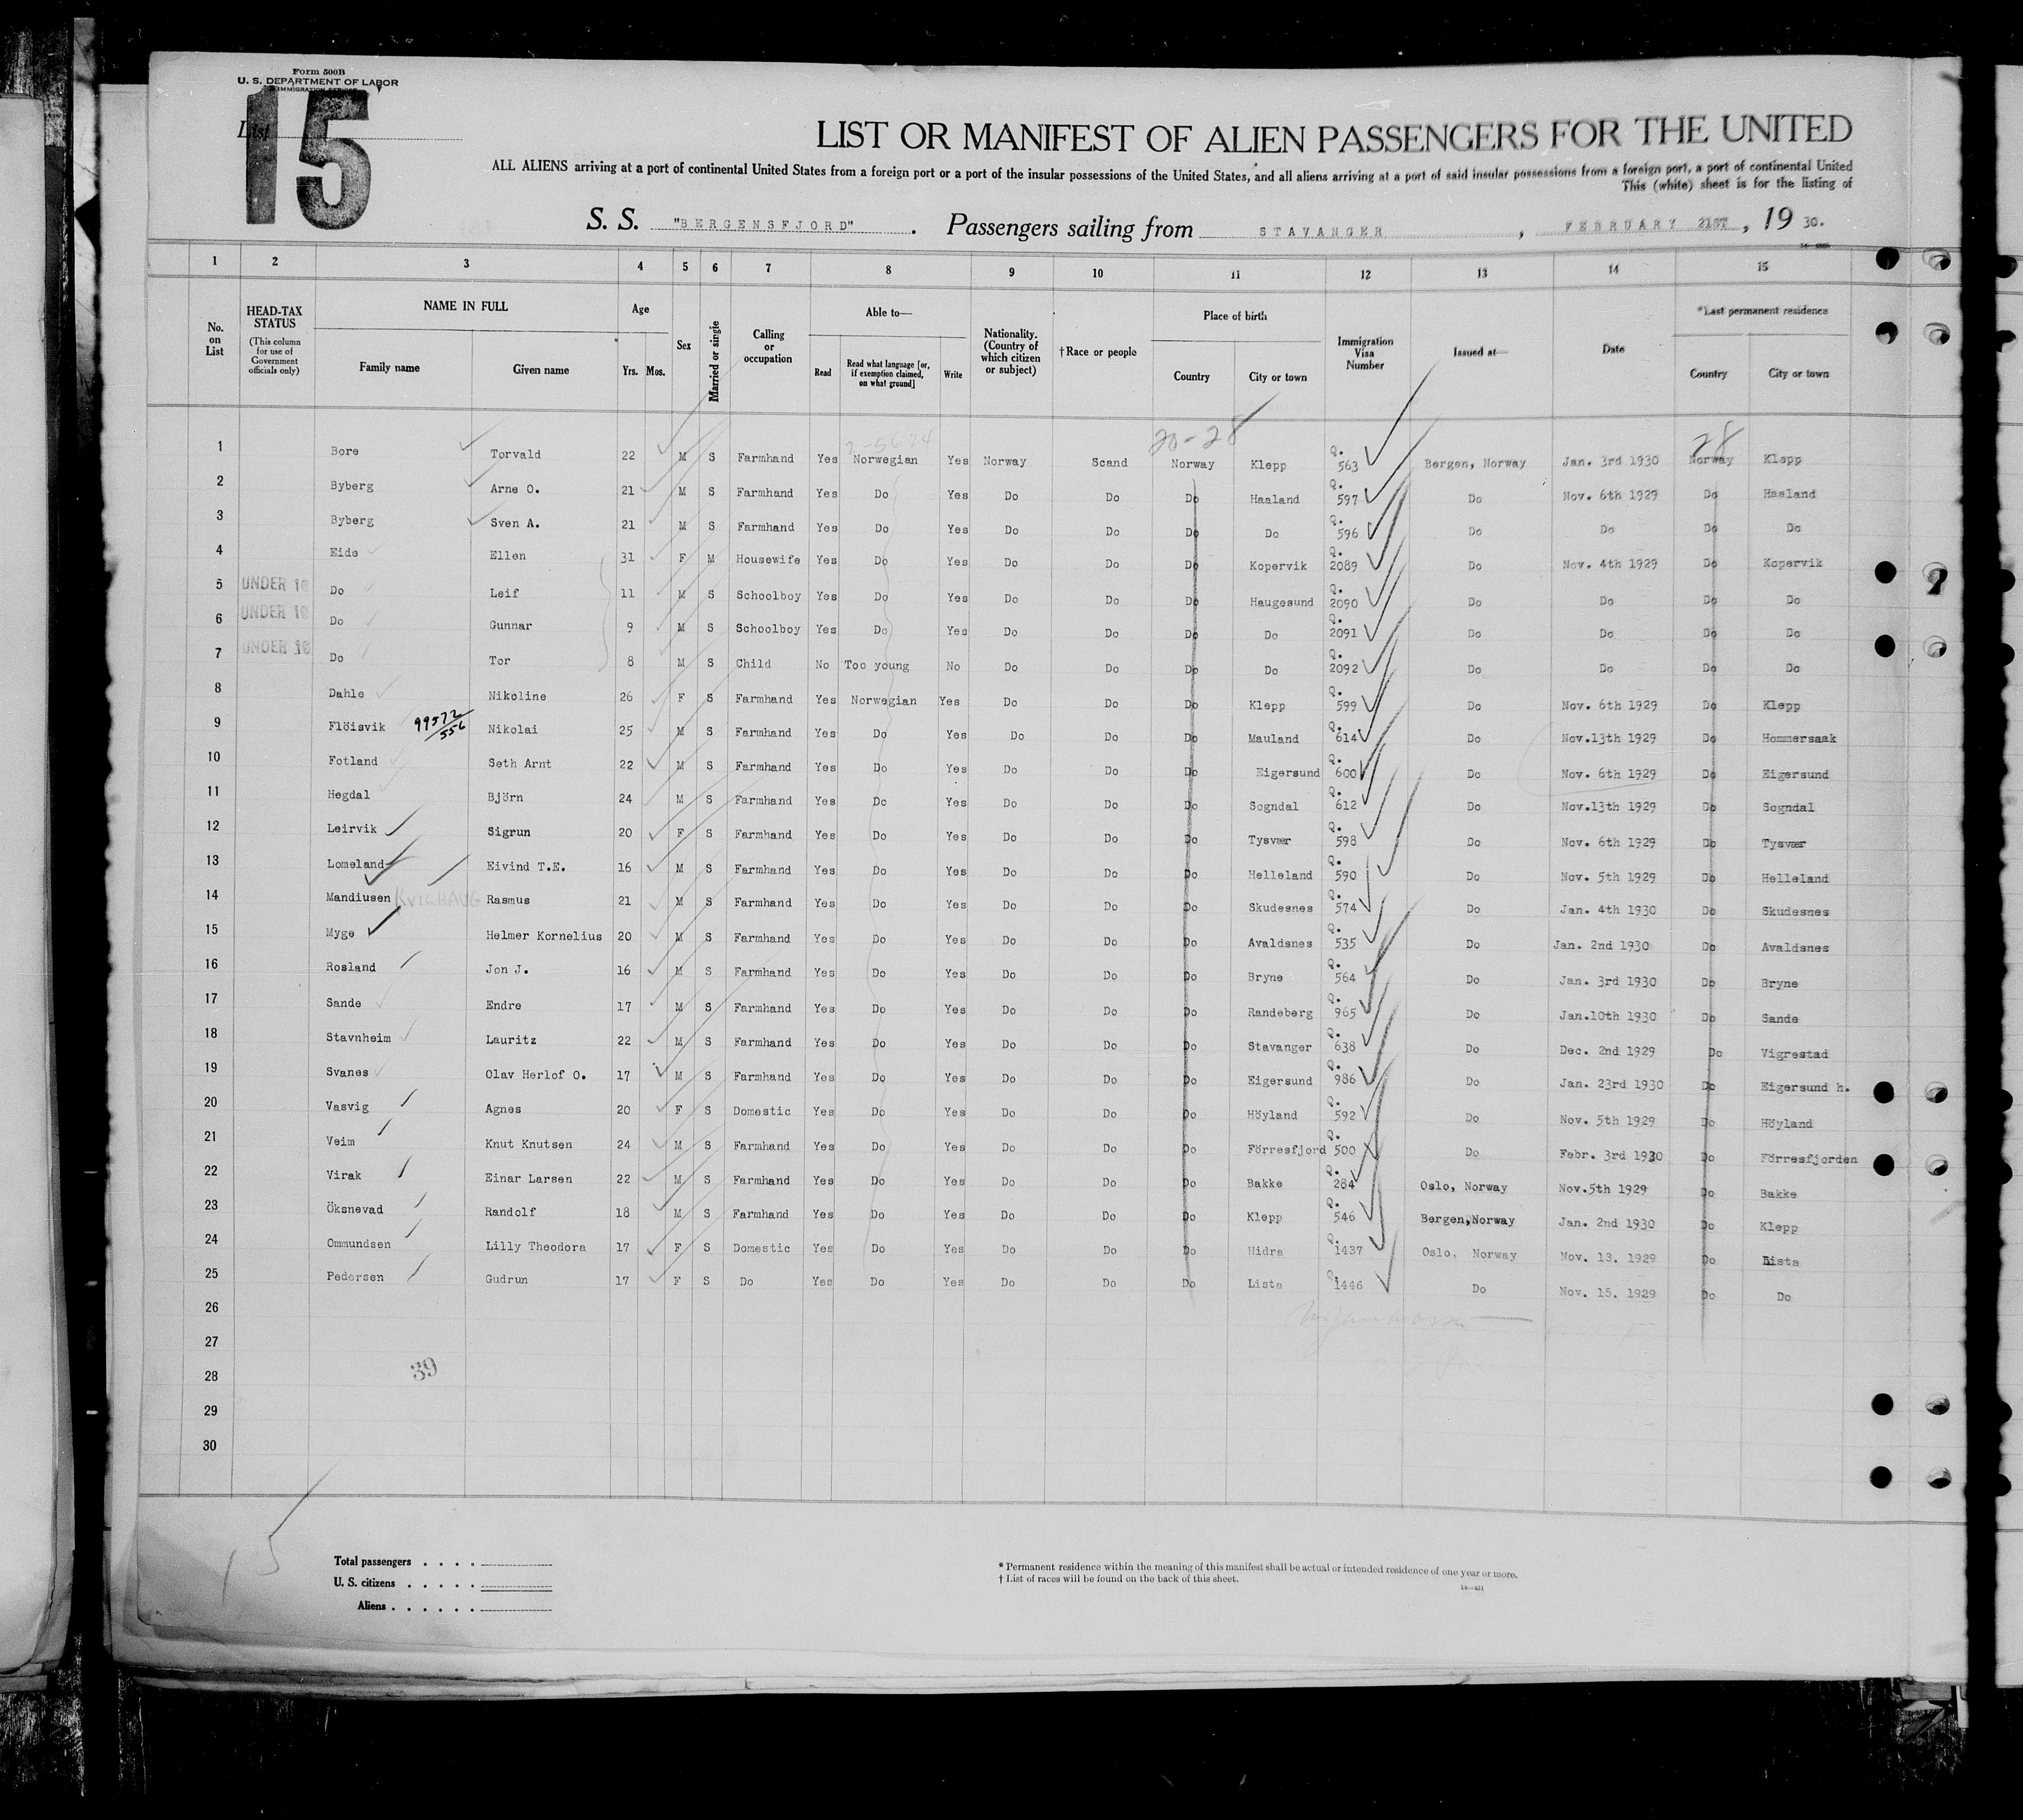 Form 500B
U. S. DEPARTMENT OF LABOR
IMMIGRATION SERVICE
List 15
LIST OR MANIFEST OF ALIEN PASSENGERS FOR THE UNITED
ALL ALIENS arriving at a port of continental United States from a foreign port or a port of the insular possessions of the United States, and all aliens arriving at a port of said insular possessions from a foreign port, a port of continental United
This (white) sheet is for the listing of
S. S. "BERGENSFJORD" . Passengers sailing from STAVANGER , FEBRUARY 21ST , 19 30.
1 2 3 4 5 6 7 8 9 10 11 12 13 14 15
No. on List
HEAD-TAX STATUS (This column for use of Government officials only)
NAME IN FULL
Family name Given name
Age
Yrs. Mos.
Sex
Married or single
Calling or occupation
Able to—
Read
Read what language [or, if exemption claimed, on what ground]
Write
Nationality. (Country of which citizen or subject)
†Race or people
Place of birth
Country City or town
Immigration Visa Number
Issued at—
Date
*Last permanent residence
Country City or town
20-28 28
1 Bore Torvald 22 M S Farmhand Yes Norwegian Yes Norway Scand Norway Klepp Q. 563 Bergen, Norway Jan. 3rd 1930 Norway Klepp
2 Byberg Arne O. 21 M S Farmhand Yes Do Yes Do Do Do Haaland Q. 597 Do Nov. 6th 1929 Do Haaland
3 Byberg Sven A. 21 M S Farmhand Yes Do Yes Do Do Do Do Q. 596 Do Do Do Do
4 Eide Ellen 31 F M Housewife Yes Do Yes Do Do Do Kopervik Q. 2089 Do Nov. 4th 1929 Do Kopervik
5 UNDER 16 Do Leif 11 M S Schoolboy Yes Do Yes Do Do Do Haugesund Q. 2090 Do Do Do Do
6 UNDER 16 Do Gunnar 9 M S Schoolboy Yes Do Yes Do Do Do Do Q. 2091 Do Do Do Do
7 UNDER 16 Do Tor 8 M S Child No Too young No Do Do Do Do Q. 2092 Do Do Do Do
8 Dahle Nikoline 26 F S Farmhand Yes Norwegian Yes Do Do Do Klepp Q. 599 Do Nov. 6th 1929 Do Klepp
9 Flöisvik 99572/556 Nikolai 25 M S Farmhand Yes Do Yes Do Do Do Mauland Q. 614 Do Nov.13th 1929 Do Hommersaak
10 Fotland Seth Arnt 22 M S Farmhand Yes Do Yes Do Do Do Eigersund Q. 600 Do Nov. 6th 1929 Do Eigersund
11 Hegdal Björn 24 M S Farmhand Yes Do Yes Do Do Do Sogndal Q. 612 Do Nov.13th 1929 Do Sogndal
12 Leirvik Sigrun 20 F S Farmhand Yes Do Yes Do Do Do Tysvær Q. 598 Do Nov. 6th 1929 Do Tysvær
13 Lomeland Eivind T.E. 16 M S Farmhand Yes Do Yes Do Do Do Helleland Q. 590 Do Nov. 5th 1929 Do Helleland
14 Mandiusen KVILHAUG Rasmus 21 M S Farmhand Yes Do Yes Do Do Do Skudesnes Q. 574 Do Jan. 4th 1930 Do Skudesnes
15 Myge Helmer Kornelius 20 M S Farmhand Yes Do Yes Do Do Do Avaldsnes Q. 535 Do Jan. 2nd 1930 Do Avaldsnes
16 Rosland Jon J. 16 M S Farmhand Yes Do Yes Do Do Do Bryne Q. 564 Do Jan. 3rd 1930 Do Bryne
17 Sande Endre 17 M S Farmhand Yes Do Yes Do Do Do Randeberg Q. 965 Do Jan.10th 1930 Do Sande
18 Stavnheim Lauritz 22 M S Farmhand Yes Do Yes Do Do Do Stavanger Q. 638 Do Dec. 2nd 1929 Do Vigrestad
19 Svanes Olav Herlof O. 17 M S Farmhand Yes Do Yes Do Do Do Eigersund Q. 986 Do Jan. 23rd 1930 Do Eigersund h.
20 Vasvig Agnes 20 F S Domestic Yes Do Yes Do Do Do Höyland Q. 592 Do Nov. 5th 1929 Do Höyland
21 Veim Knut Knutsen 24 M S Farmhand Yes Do Yes Do Do Do Förresfjord Q. 500 Do Febr. 3rd 1930 Do Förresfjorden
22 Virak Einar Larsen 22 M S Farmhand Yes Do Yes Do Do Do Bakke Q. 284 Oslo, Norway Nov.5th 1929 Do Bakke
23 Öksnevad Randolf 18 M S Farmhand Yes Do Yes Do Do Do Klepp Q. 546 Bergen,Norway Jan. 2nd 1930 Do Klepp
24 Ommundsen Lilly Theodora 17 F S Domestic Yes Do Yes Do Do Do Hidra Q. 1437 Oslo, Norway Nov. 13. 1929 Do Lista
25 Pedersen Gudrun 17 F S Do Yes Do Yes Do Do Do Lista Q. 1446 Do Nov. 15. 1929 Do Do
26
27
28 39
29
30
15
Total passengers . . . .
U. S. citizens . . . . .
Aliens . . . . . .
* Permanent residence within the meaning of this manifest shall be actual or intended residence of one year or more.
† List of races will be found on the back of this sheet.